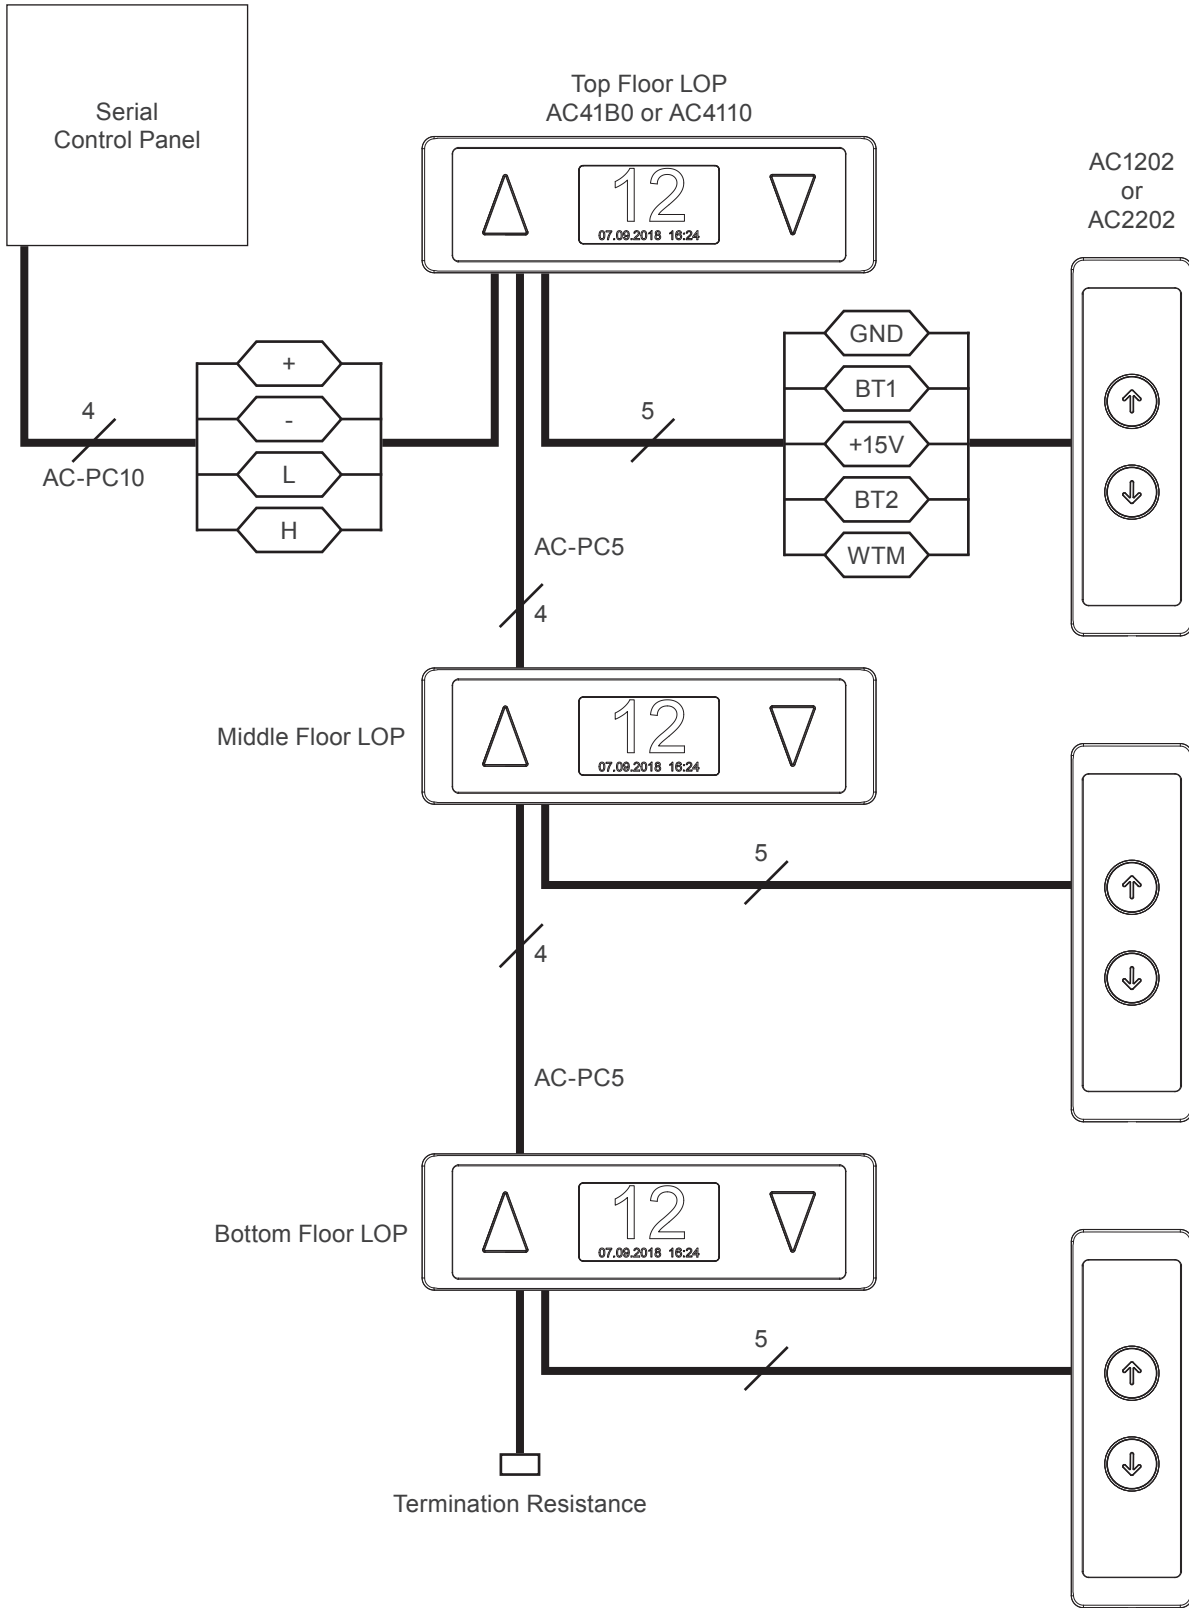 Serial
Control Panel
Top Floor LOP
AC41B0 or AC4110
12
07.09.2018 16:24
AC1202
or
AC2202
4
AC-PC10
+
-
L
H
5
GND
BT1
+15V
BT2
WTM
AC-PC5
4
Middle Floor LOP
12
07.09.2018 16:24
5
4
AC-PC5
Bottom Floor LOP
12
07.09.2018 16:24
5
Termination Resistance